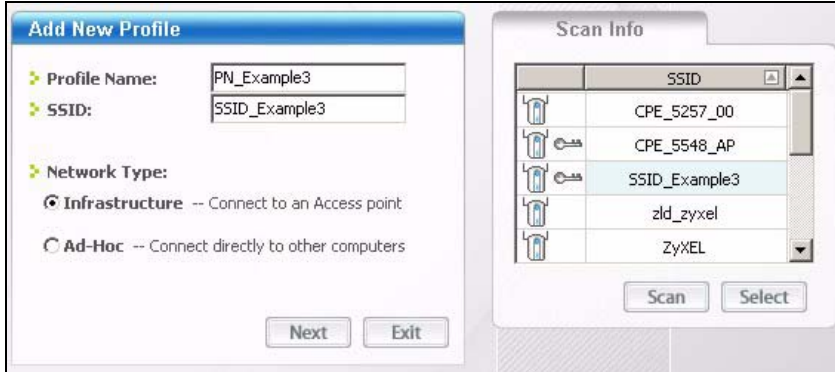 Add New Profile
Profile Name: PN_Example3
SSID: SSID_Example3
Network Type:
Infrastructure -- Connect to an Access point
Ad-Hoc -- Connect directly to other computers
Next Exit
Scan Info
SSID
CPE_5257_00
CPE_5548_AP
SSID_Example3
zld_zyxel
ZyXEL
Scan Select